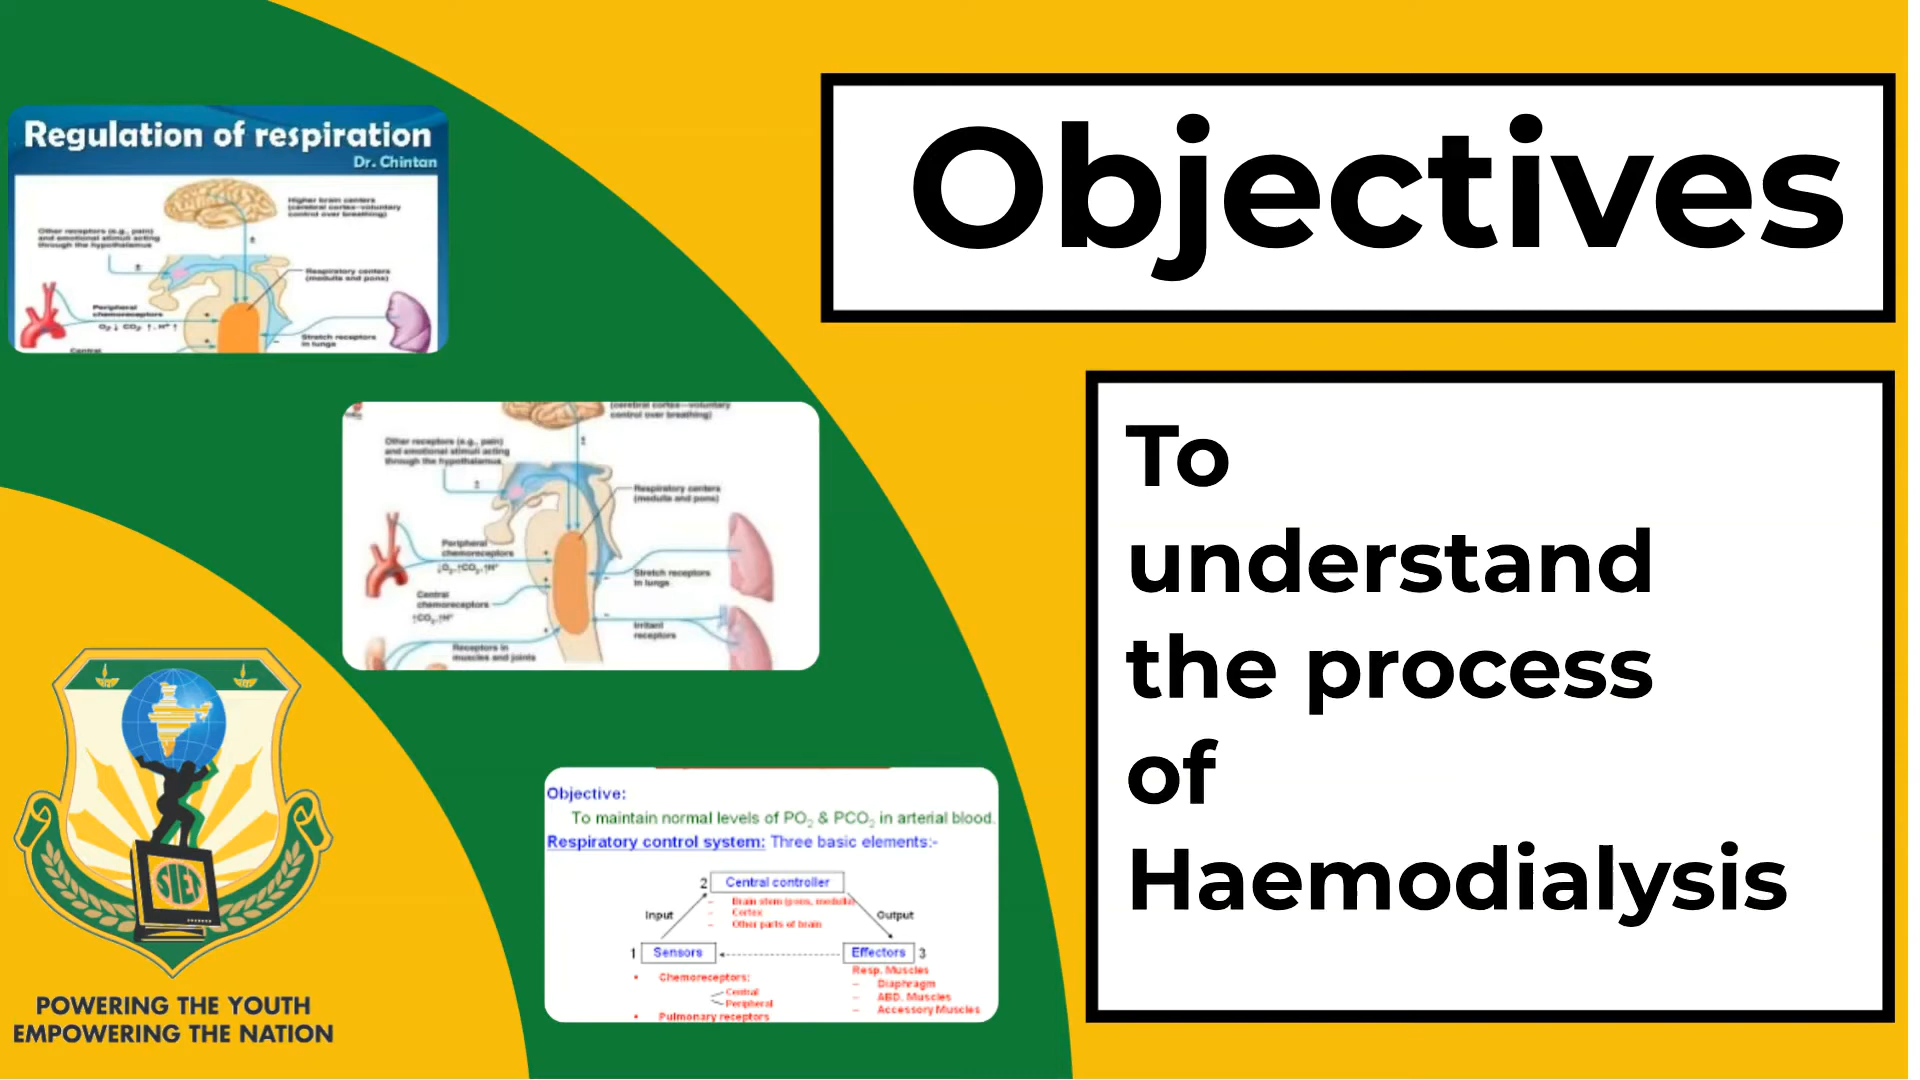 Objectives
To
understand
the process
of
Haemodialysis
Regulation of respiration
Dr. Chintan
Higher brain centers
(cerebral cortex—voluntary
control over breathing)
Other receptors (e.g., pain)
and emotional stimuli acting
through the hypothalamus
Respiratory centers
(medulla and pons)
Peripheral
chemoreceptors
O₂ ↓ CO₂ ↑, H⁺ ↑
Stretch receptors
in lungs
Central
(cerebral cortex—voluntary
control over breathing)
Other receptors (e.g., pain)
and emotional stimuli acting
through the hypothalamus
Respiratory centers
(medulla and pons)
Peripheral
chemoreceptors
↓O₂,↑CO₂,↑H⁺
Stretch receptors
in lungs
Central
chemoreceptors
↑CO₂,↑H⁺
Irritant
receptors
Receptors in
muscles and joints
Objective:
To maintain normal levels of PO₂ & PCO₂ in arterial blood.
Respiratory control system: Three basic elements:-
2 Central controller
– Brain stem (pons, medulla)
– Cortex
– Other parts of brain
Input
Output
1 Sensors
Effectors 3
• Chemoreceptors:
Central
Peripheral
• Pulmonary receptors
Resp. Muscles
– Diaphragm
– ABD. Muscles
– Accessory Muscles
SIET
POWERING THE YOUTH
EMPOWERING THE NATION